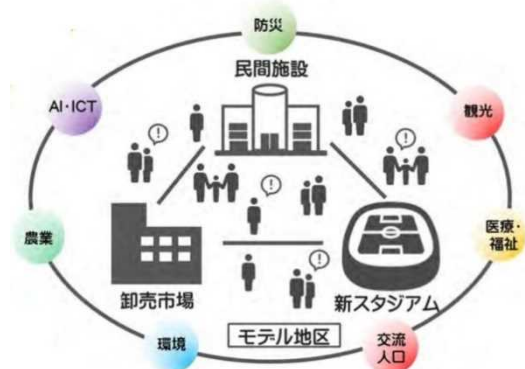 防災
民間施設
AI・ICT
観光
農業
医療・
福祉
卸売市場
新スタジアム
環境
モデル地区
交流
人口
!
!
!
!